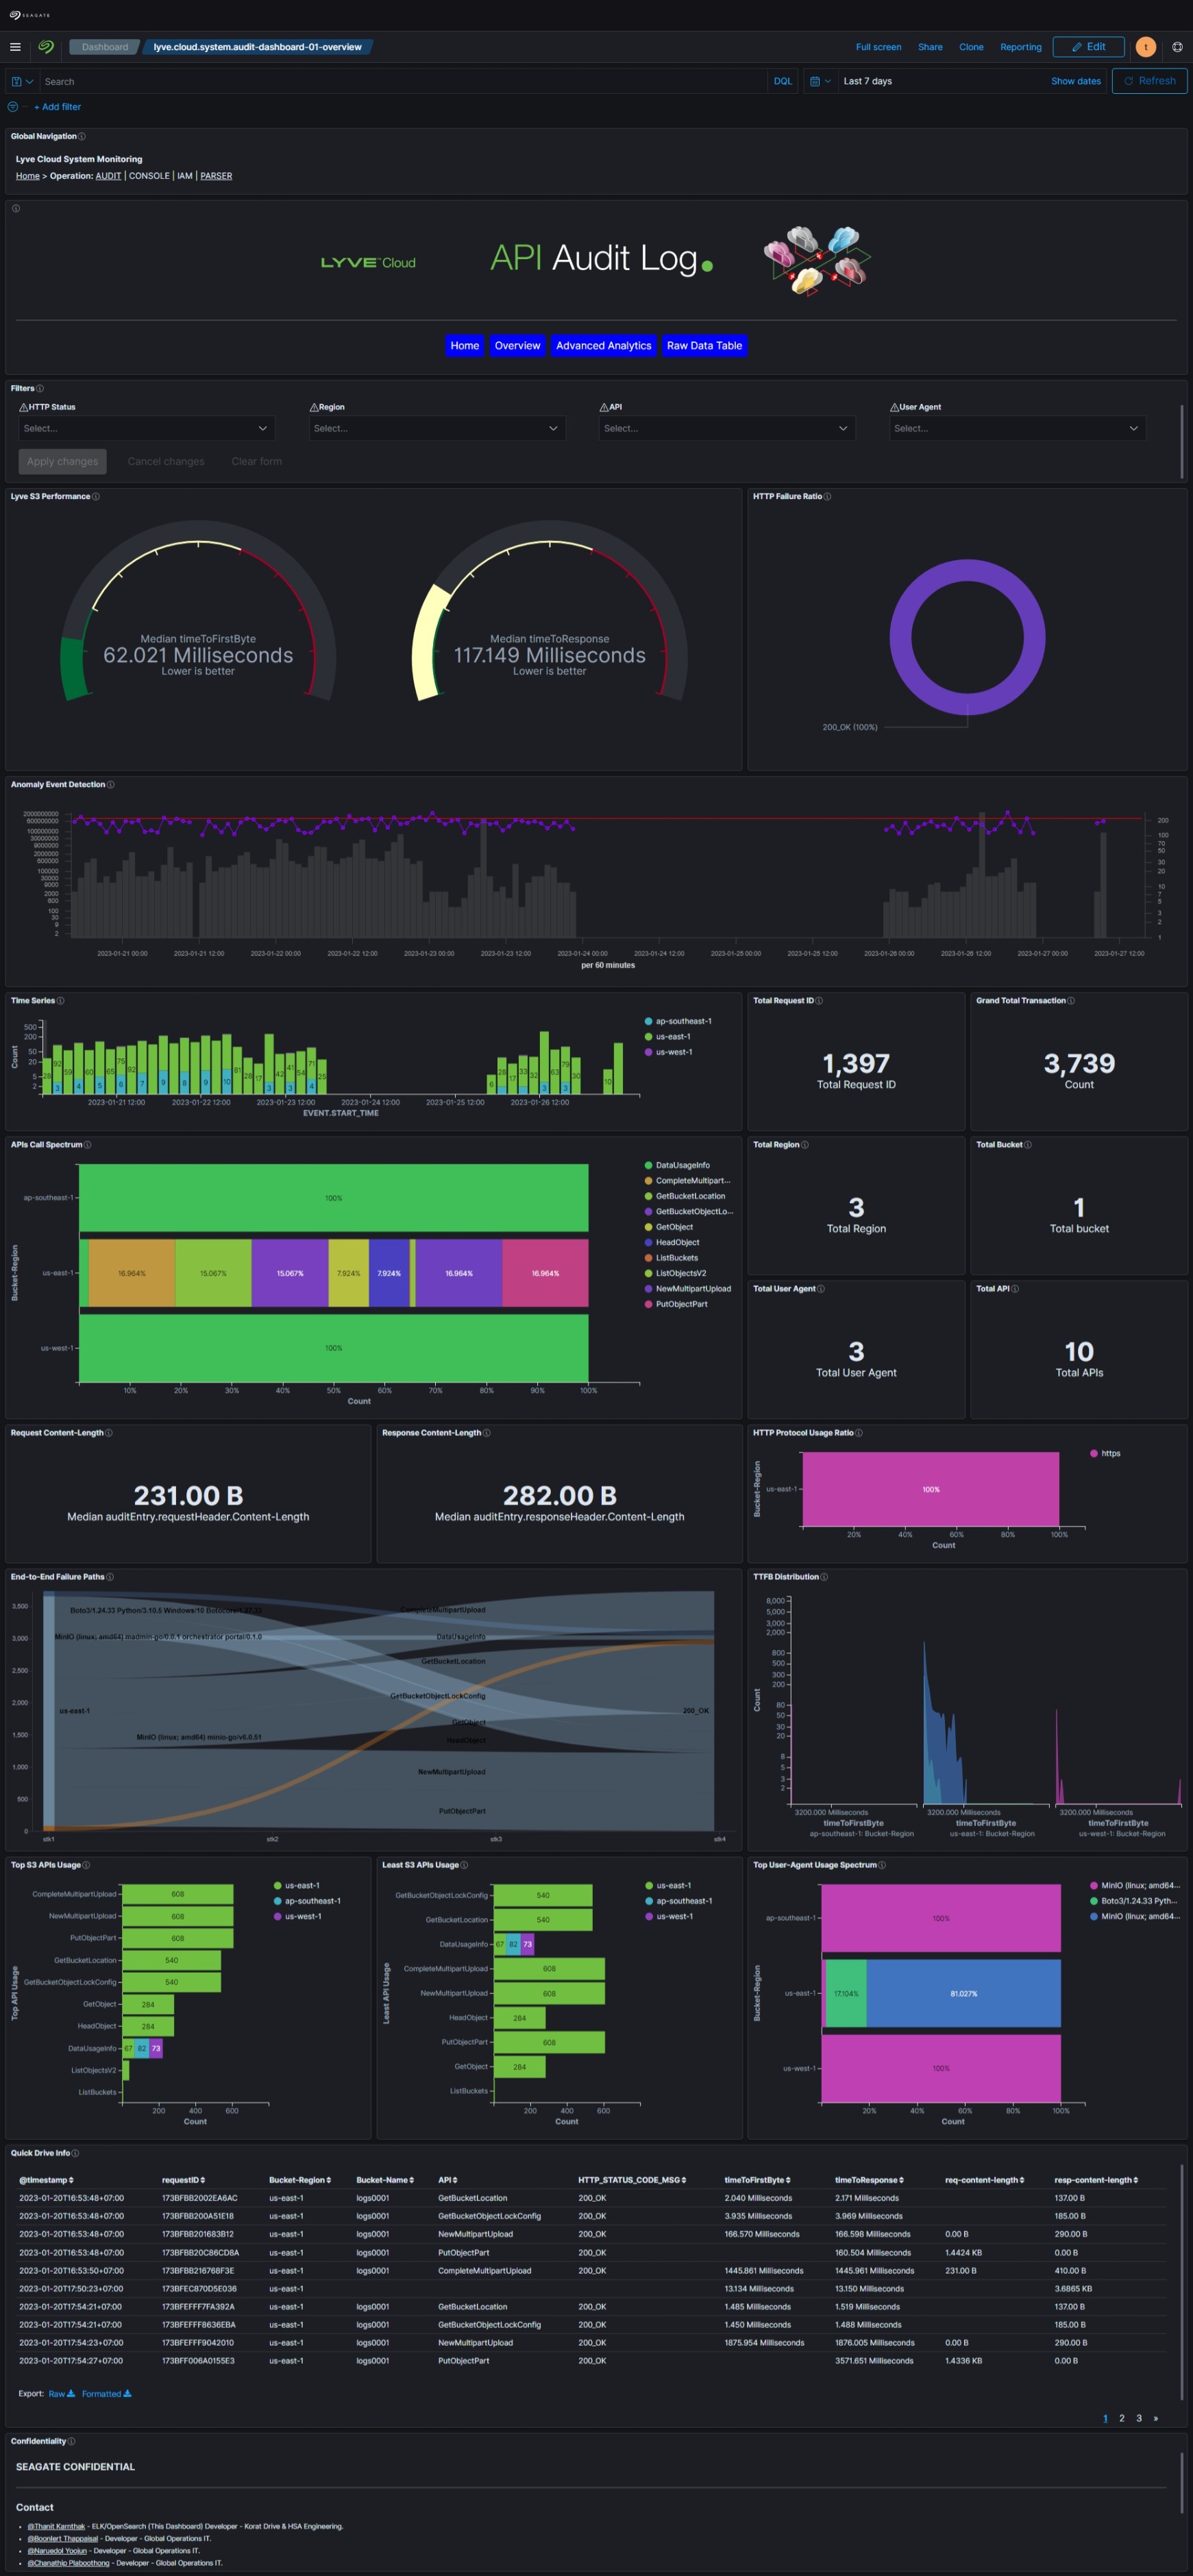 SEAGATE
Dashboard lyve.cloud.system.audit-dashboard-01-overview Full screen Share Clone Reporting Edit t
Search DQL Last 7 days Show dates Refresh
+ Add filter
Global Navigation
Lyve Cloud System Monitoring
Home > Operation: AUDIT | CONSOLE | IAM | PARSER
LYVE™Cloud API Audit Log.
Home Overview Advanced Analytics Raw Data Table
Filters
HTTP Status Region API User Agent
Select... Select... Select... Select...
Apply changes Cancel changes Clear form
Lyve S3 Performance
Median timeToFirstByte
62.021 Milliseconds
Lower is better
Median timeToResponse
117.149 Milliseconds
Lower is better
HTTP Failure Ratio
200_OK (100%)
Anomaly Event Detection
2023-01-21 00:00 2023-01-21 12:00 2023-01-22 00:00 2023-01-22 12:00 2023-01-23 00:00 2023-01-23 12:00 2023-01-24 00:00 2023-01-24 12:00 2023-01-25 00:00 2023-01-25 12:00 2023-01-26 00:00 2023-01-26 12:00 2023-01-27 00:00 2023-01-27 12:00
per 60 minutes
Time Series
Count
500
200
50
20
5
2
2023-01-21 12:00 2023-01-22 12:00 2023-01-23 12:00 2023-01-24 12:00 2023-01-25 12:00 2023-01-26 12:00
EVENT.START_TIME
ap-southeast-1
us-east-1
us-west-1
Total Request ID
1,397
Total Request ID
Grand Total Transaction
3,739
Count
APIs Call Spectrum
Bucket-Region
ap-southeast-1 100%
us-east-1 16.964% 15.067% 15.067% 7.924% 7.924% 16.964% 16.964%
us-west-1 100%
10% 20% 30% 40% 50% 60% 70% 80% 90% 100%
Count
DataUsageInfo
CompleteMultipart...
GetBucketLocation
GetBucketObjectLo...
GetObject
HeadObject
ListBuckets
ListObjectsV2
NewMultipartUpload
PutObjectPart
Total Region
3
Total Region
Total Bucket
1
Total bucket
Total User Agent
3
Total User Agent
Total API
10
Total APIs
Request Content-Length
231.00 B
Median auditEntry.requestHeader.Content-Length
Response Content-Length
282.00 B
Median auditEntry.responseHeader.Content-Length
HTTP Protocol Usage Ratio
Bucket-Region
us-east-1 100%
20% 40% 60% 80% 100%
Count
https
End-to-End Failure Paths
3,500
3,000
2,500
2,000
1,500
1,000
500
0
MinIO (linux; amd64) madmin-go/0.0.1 orchestrator portal/0.1.0
us-east-1
CompleteMultipartUpload
DataUsageInfo
GetBucketLocation
GetBucketObjectLockConfig
GetObject
HeadObject
NewMultipartUpload
PutObjectPart
200_OK
stk1 stk2 stk3 stk4
TTFB Distribution
Count
8,000
5,000
3,000
2,000
800
500
300
200
80
50
30
20
8
5
3
2
3200.000 Milliseconds 3200.000 Milliseconds 3200.000 Milliseconds
timeToFirstByte timeToFirstByte timeToFirstByte
ap-southeast-1: Bucket-Region us-east-1: Bucket-Region us-west-1: Bucket-Region
Top S3 APIs Usage
Top API Usage
CompleteMultipartUpload 608
NewMultipartUpload 608
PutObjectPart 608
GetBucketLocation 540
GetBucketObjectLockConfig 540
GetObject 284
HeadObject 284
DataUsageInfo 67 82 73
ListObjectsV2
ListBuckets
200 400 600
Count
us-east-1
ap-southeast-1
us-west-1
Least S3 APIs Usage
Least API Usage
GetBucketObjectLockConfig 540
GetBucketLocation 540
DataUsageInfo 67 82 73
CompleteMultipartUpload 608
NewMultipartUpload 608
HeadObject 284
PutObjectPart 608
GetObject 284
ListBuckets
200 400 600
Count
us-east-1
ap-southeast-1
us-west-1
Top User-Agent Usage Spectrum
Bucket-Region
ap-southeast-1 100%
us-east-1 17.104% 81.027%
us-west-1 100%
20% 40% 60% 80% 100%
Count
MinIO (linux; amd64...
Boto3/1.24.33 Pyth...
MinIO (linux; amd64...
Quick Drive Info
@timestamp requestID Bucket-Region Bucket-Name API HTTP_STATUS_CODE_MSG timeToFirstByte timeToResponse req-content-length resp-content-length
2023-01-20T16:53:48+07:00 173BFBB2002EA6AC us-east-1 logs0001 GetBucketLocation 200_OK 2.040 Milliseconds 2.171 Milliseconds 137.00 B
2023-01-20T16:53:48+07:00 173BFBB200A51E18 us-east-1 logs0001 GetBucketObjectLockConfig 200_OK 3.935 Milliseconds 3.969 Milliseconds 185.00 B
2023-01-20T16:53:48+07:00 173BFBB201683B12 us-east-1 logs0001 NewMultipartUpload 200_OK 166.570 Milliseconds 166.598 Milliseconds 0.00 B 290.00 B
2023-01-20T16:53:48+07:00 173BFBB20C86CD8A us-east-1 logs0001 PutObjectPart 200_OK 160.504 Milliseconds 1.4424 KB 0.00 B
2023-01-20T16:53:50+07:00 173BFBB216768F3E us-east-1 logs0001 CompleteMultipartUpload 200_OK 1445.861 Milliseconds 1445.961 Milliseconds 231.00 B 410.00 B
2023-01-20T17:50:23+07:00 173BFEC870D5E036 us-east-1 13.134 Milliseconds 13.150 Milliseconds 3.6865 KB
2023-01-20T17:54:21+07:00 173BFEFFF7FA392A us-east-1 logs0001 GetBucketLocation 200_OK 1.485 Milliseconds 1.519 Milliseconds 137.00 B
2023-01-20T17:54:21+07:00 173BFEFFF8636EBA us-east-1 logs0001 GetBucketObjectLockConfig 200_OK 1.450 Milliseconds 1.488 Milliseconds 185.00 B
2023-01-20T17:54:23+07:00 173BFEFFF9042010 us-east-1 logs0001 NewMultipartUpload 200_OK 1875.954 Milliseconds 1876.005 Milliseconds 0.00 B 290.00 B
2023-01-20T17:54:27+07:00 173BFF006A0155E3 us-east-1 logs0001 PutObjectPart 200_OK 3571.651 Milliseconds 1.4336 KB 0.00 B
Export: Raw Formatted
1 2 3 »
Confidentiality
SEAGATE CONFIDENTIAL
Contact
@Thanit Karnthak - ELK/OpenSearch (This Dashboard) Developer - Korat Drive & HSA Engineering.
@Boonlert Thappaisal - Developer - Global Operations IT.
@Naruedol Yoojun - Developer - Global Operations IT.
@Chanathip Plaboothong - Developer - Global Operations IT.